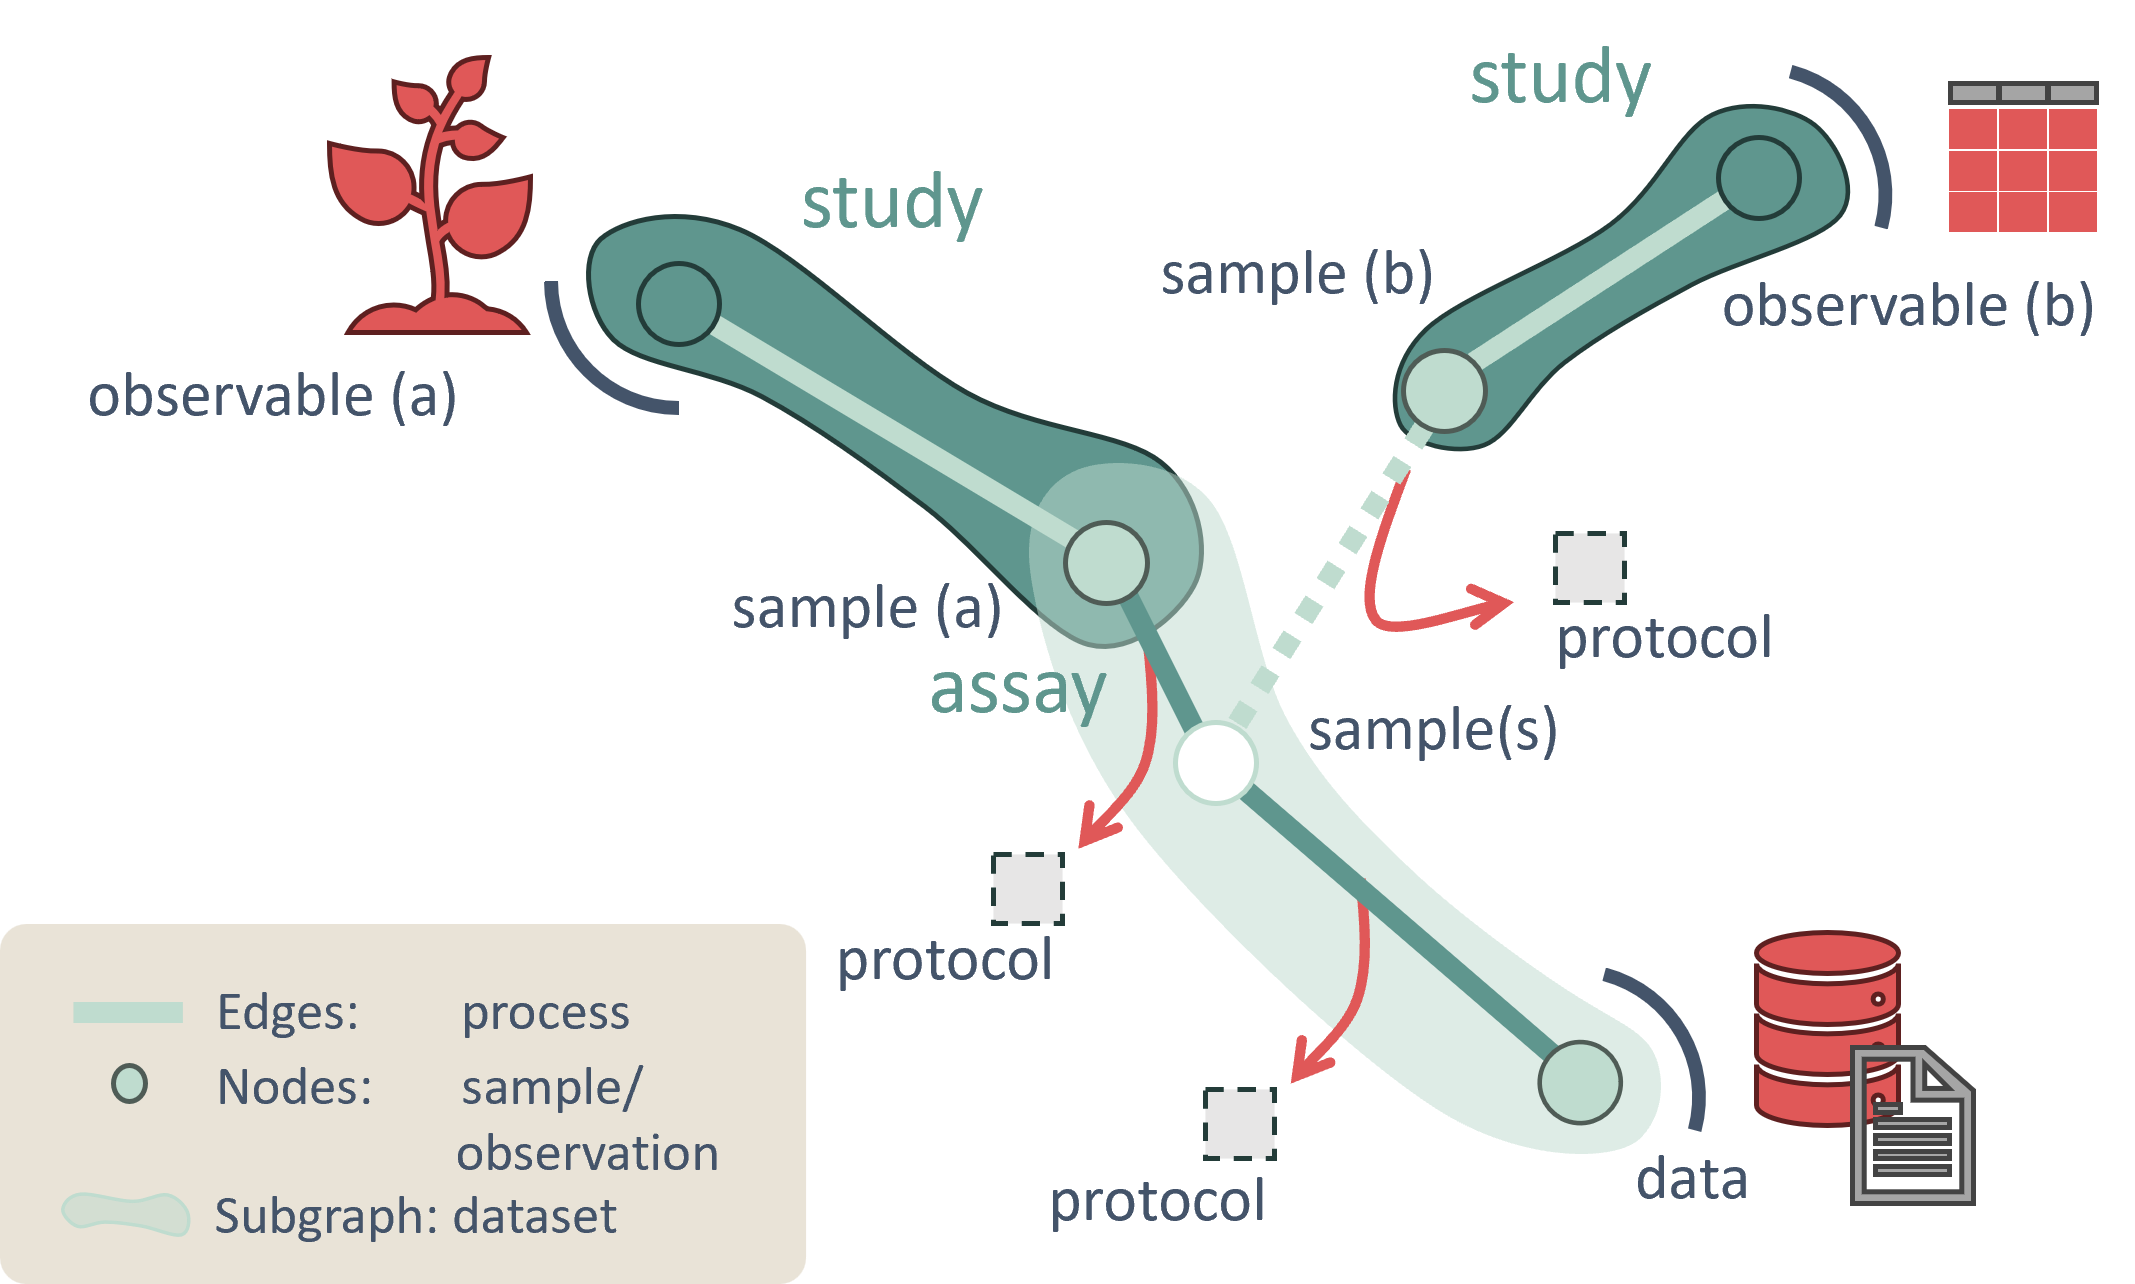 study
study
sample (b)
observable (b)
observable (a)
sample (a)
protocol
assay
sample(s)
protocol
protocol
data
Edges: process
Nodes: sample/
observation
Subgraph: dataset